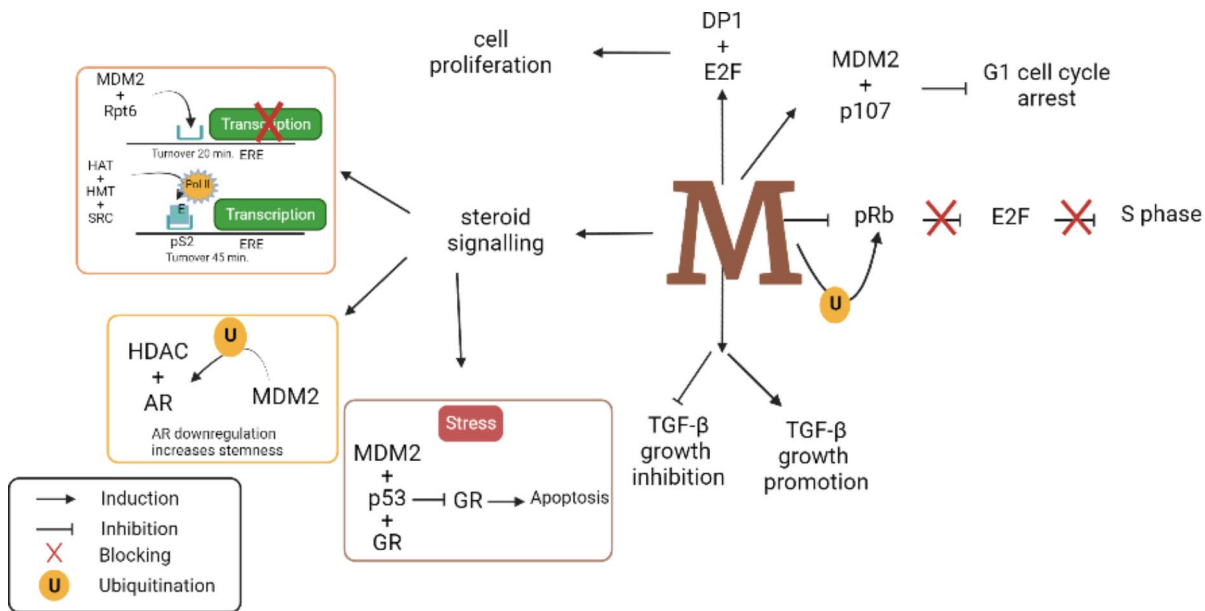 DP1
+
E2F
cell
proliferation
MDM2
+
p107
G1 cell cycle
arrest
MDM2
+
Rpt6
Transcription
Turnover 20 min. ERE
HAT
+
HMT
+
SRC
Pol II
E
Transcription
pS2
ERE
Turnover 45 min.
steroid
signalling
M
pRb
E2F
S phase
U
U
HDAC
+
AR
MDM2
AR downregulation
increases stemness
Stress
MDM2
+
p53
+
GR
GR
Apoptosis
TGF-β
growth
inhibition
TGF-β
growth
promotion
Induction
Inhibition
Blocking
U
Ubiquitination